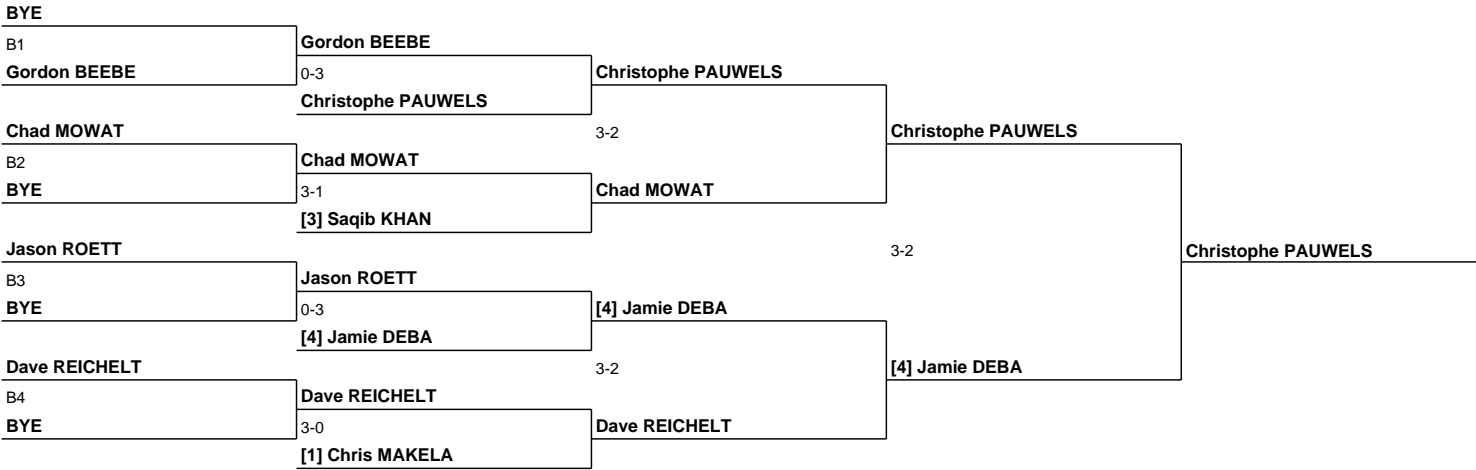 BYE
B1
Gordon BEEBE
Gordon BEEBE
0-3
Christophe PAUWELS
Christophe PAUWELS
Chad MOWAT
3-2
Christophe PAUWELS
B2
Chad MOWAT
BYE
3-1
Chad MOWAT
[3] Saqib KHAN
Jason ROETT
3-2
Christophe PAUWELS
B3
Jason ROETT
BYE
0-3
[4] Jamie DEBA
[4] Jamie DEBA
Dave REICHELT
3-2
[4] Jamie DEBA
B4
Dave REICHELT
BYE
3-0
Dave REICHELT
[1] Chris MAKELA